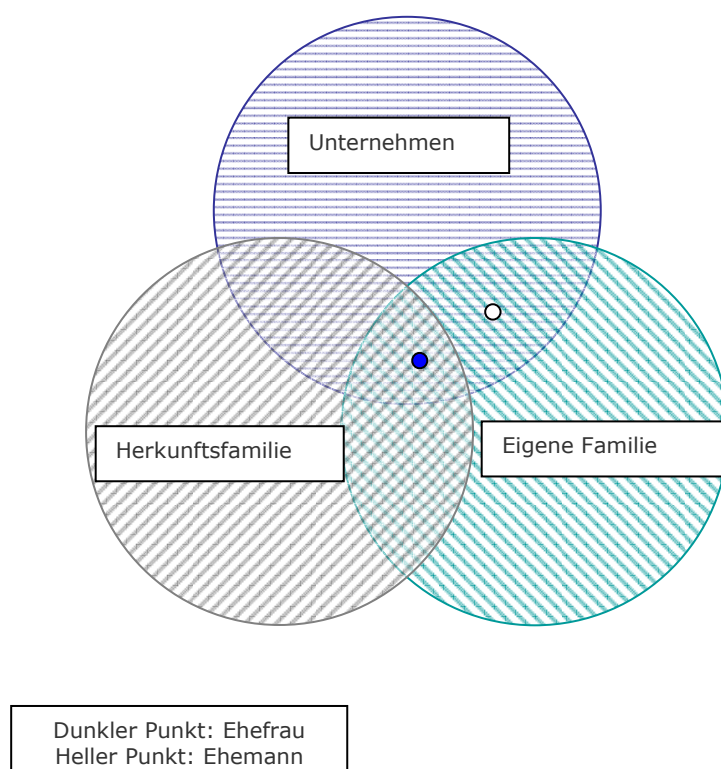 Unternehmen
Herkunftsfamilie
Eigene Familie
Dunkler Punkt: Ehefrau
Heller Punkt: Ehemann